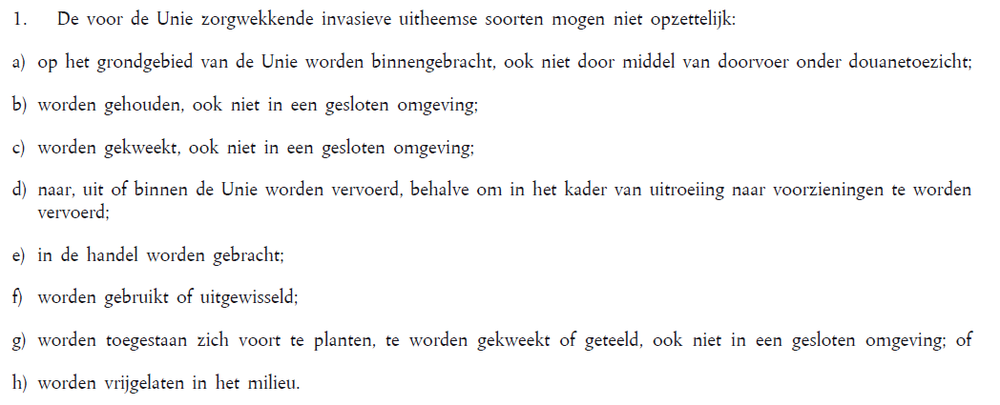 1. De voor de Unie zorgwekkende invasieve uitheemse soorten mogen niet opzettelijk:
a) op het grondgebied van de Unie worden binnengebracht, ook niet door middel van doorvoer onder douanetoezicht;
b) worden gehouden, ook niet in een gesloten omgeving;
c) worden gekweekt, ook niet in een gesloten omgeving;
d) naar, uit of binnen de Unie worden vervoerd, behalve om in het kader van uitroeiing naar voorzieningen te worden
vervoerd;
e) in de handel worden gebracht;
f) worden gebruikt of uitgewisseld;
g) worden toegestaan zich voort te planten, te worden gekweekt of geteeld, ook niet in een gesloten omgeving; of
h) worden vrijgelaten in het milieu.